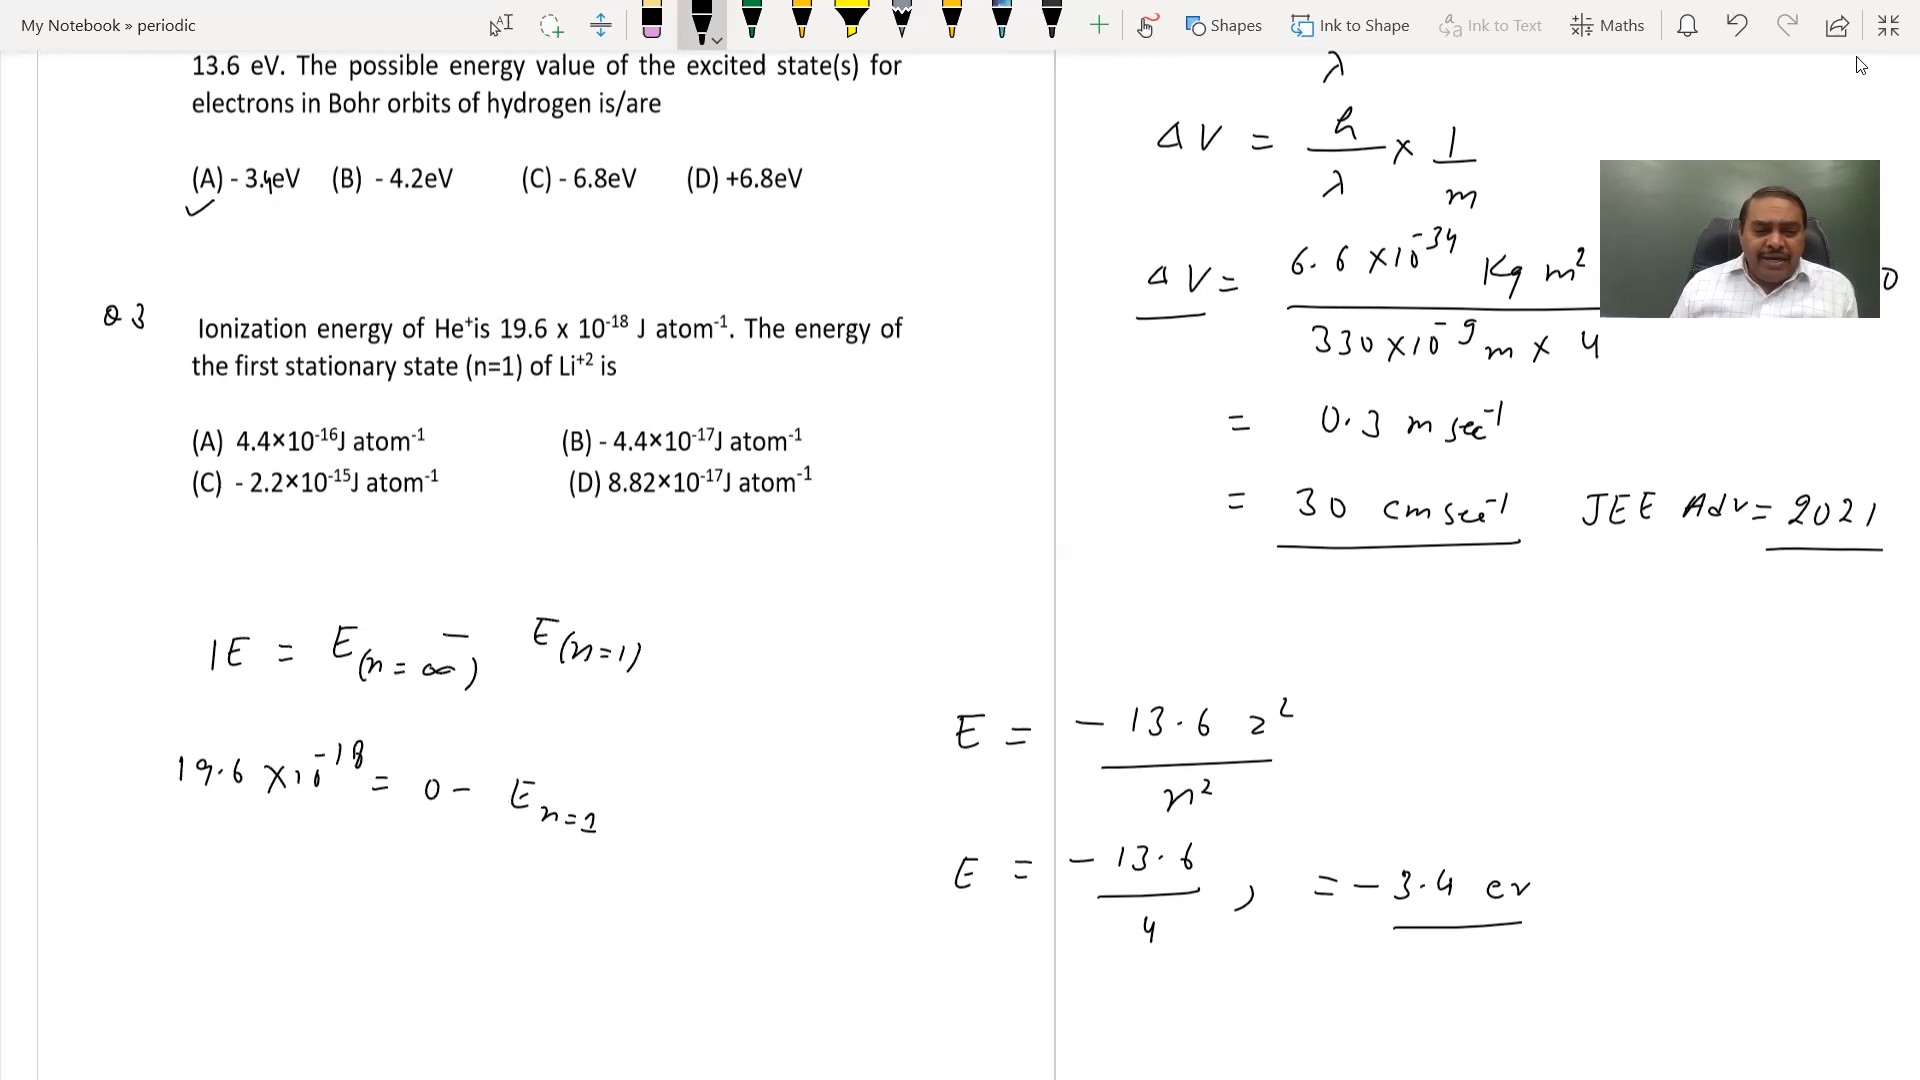 My Notebook » periodic
Shapes
Ink to Shape
Ink to Text
Maths
13.6 eV. The possible energy value of the excited state(s) for
electrons in Bohr orbits of hydrogen is/are
(A) - 3.4eV (B) - 4.2eV (C) - 6.8eV (D) +6.8eV
Q 3
Ionization energy of He⁺is 19.6 x 10⁻¹⁸ J atom⁻¹. The energy of
the first stationary state (n=1) of Li⁺² is
(A) 4.4×10⁻¹⁶J atom⁻¹ (B) - 4.4×10⁻¹⁷J atom⁻¹
(C) - 2.2×10⁻¹⁵J atom⁻¹ (D) 8.82×10⁻¹⁷J atom⁻¹
IE = E(n = ∞) - E(n=1)
19.6 ×10⁻¹⁸ = 0 - E n=1
λ
ΔV = h/λ × 1/m
ΔV = 6.6 ×10⁻³⁴ Kg m²
330 ×10⁻⁹ m × 4
= 0.3 m sec⁻¹
= 30 cm sec⁻¹ JEE Adv = 2021
E = - 13.6 z²/n²
E = - 13.6/4 , = - 3.4 ev